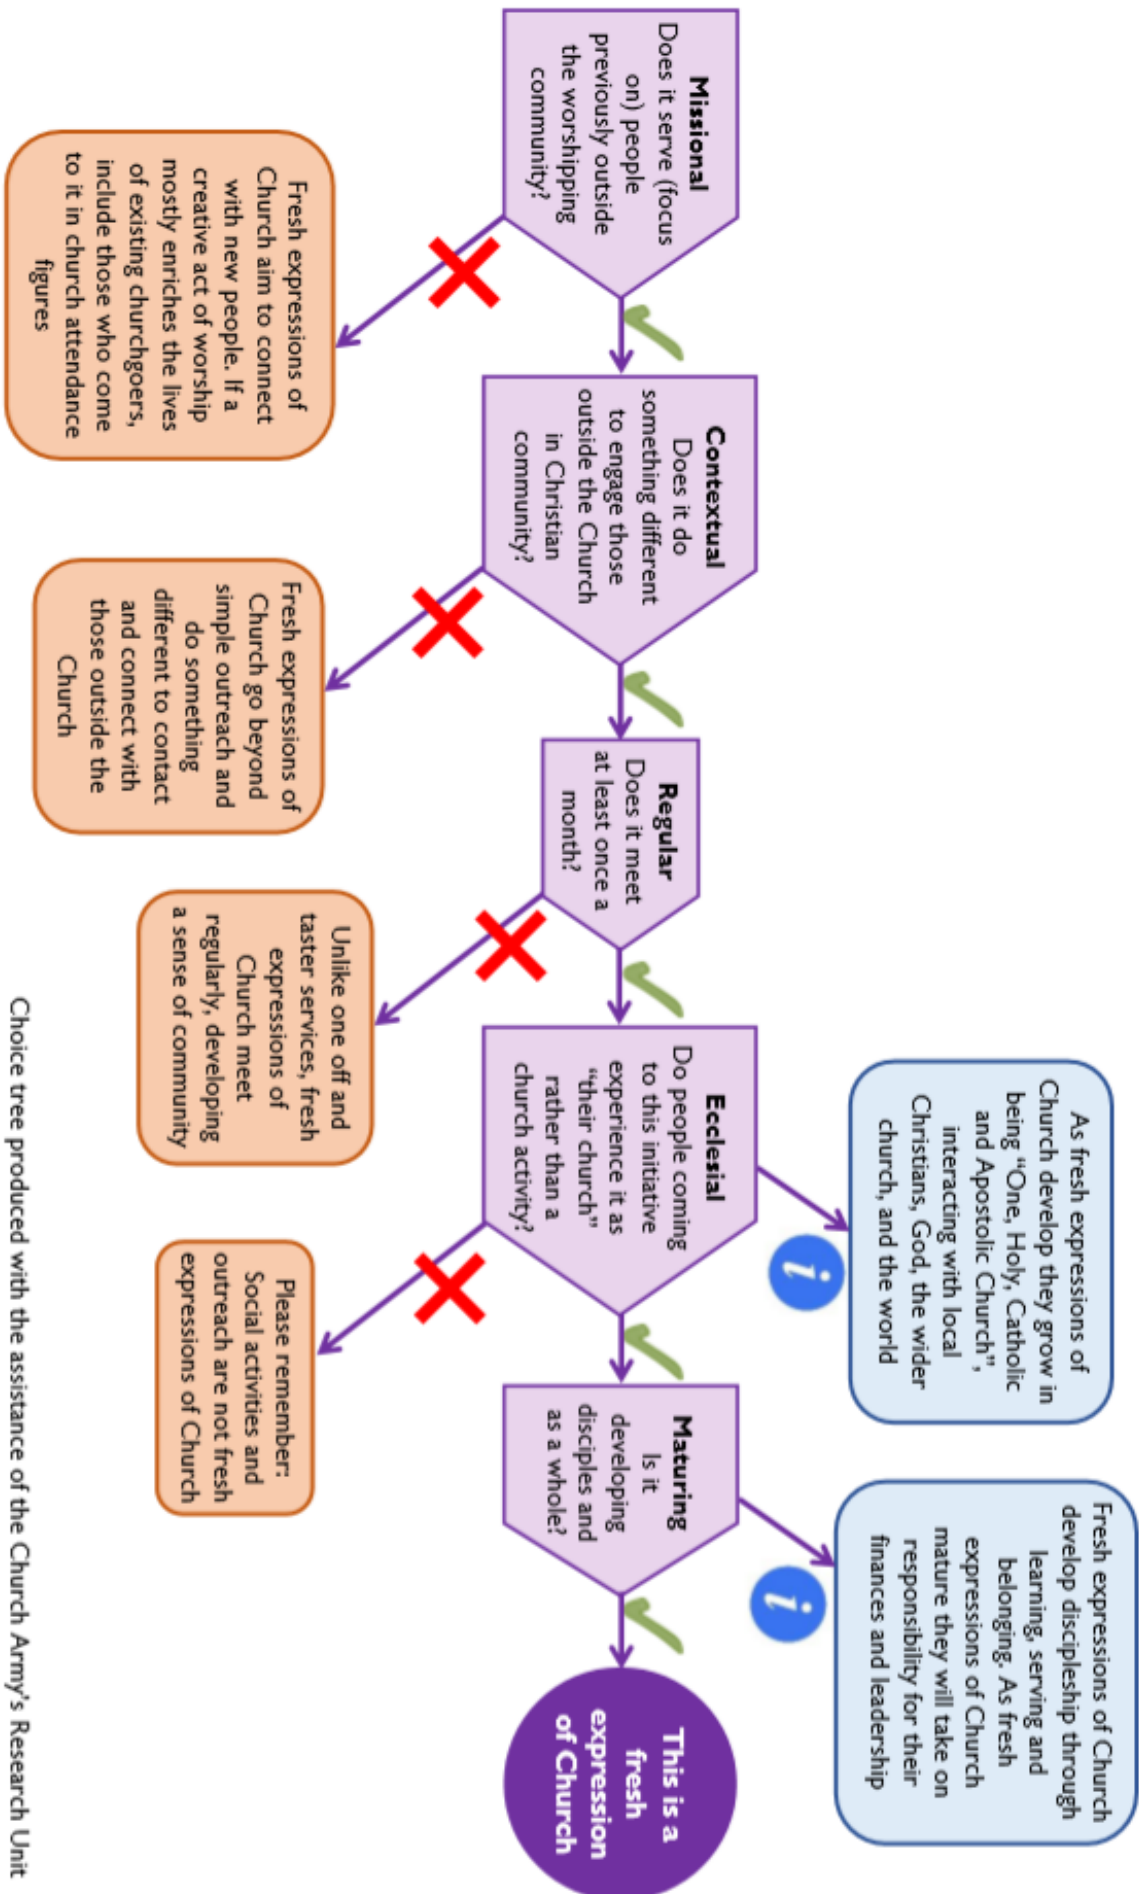 As fresh expressions of
Church develop they grow in
being “One, Holy, Catholic
and Apostolic Church”,
interacting with local
Christians, God, the wider
church, and the world
Fresh expressions of Church
develop discipleship through
learning, serving and
belonging. As fresh
expressions of Church
mature they will take on
responsibility for their
finances and leadership
i
i
Missional
Does it serve (focus
on) people
previously outside
the worshipping
community?
Contextual
Does it do
something different
to engage those
outside the Church
in Christian
community?
Regular
Does it meet
at least once a
month?
Ecclesial
Do people coming
to this initiative
experience it as
“their church”
rather than a
church activity?
Maturing
Is it
developing
disciples and
as a whole?
This is a
fresh
expression
of Church
Fresh expressions of
Church aim to connect
with new people. If a
creative act of worship
mostly enriches the lives
of existing churchgoers,
include those who come
to it in church attendance
figures
Fresh expressions of
Church go beyond
simple outreach and
do something
different to contact
and connect with
those outside the
Church
Unlike one off and
taster services, fresh
expressions of
Church meet
regularly, developing
a sense of community
Please remember:
Social activities and
outreach are not fresh
expressions of Church
Choice tree produced with the assistance of the Church Army's Research Unit